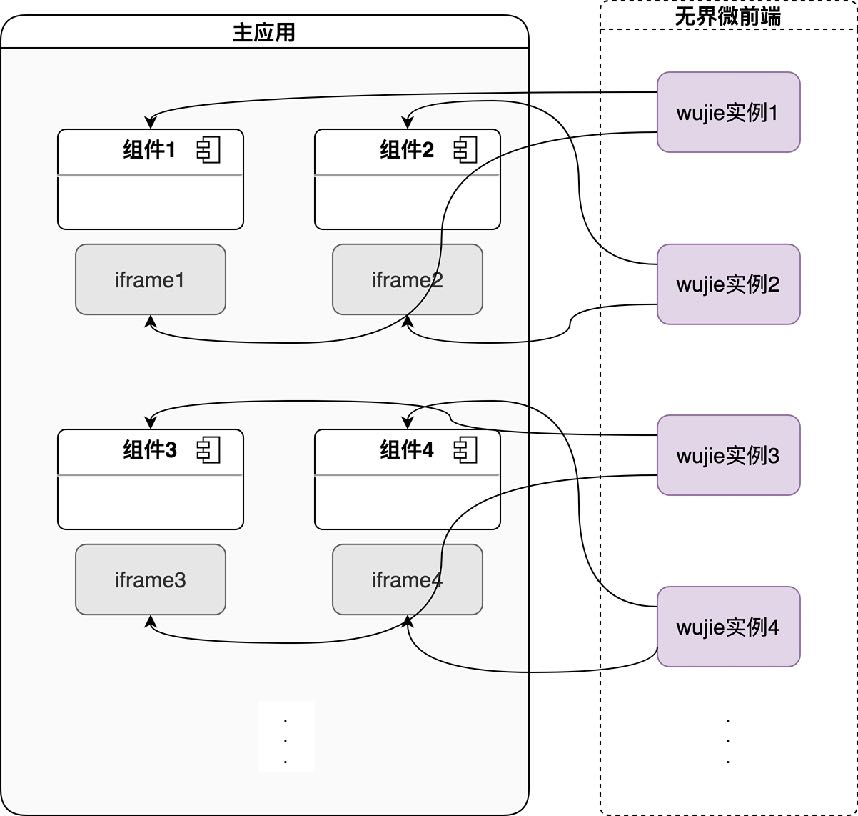 主应用
无界微前端
wujie实例1
组件1
组件2
iframe1
iframe2
wujie实例2
组件3
组件4
wujie实例3
iframe3
iframe4
wujie实例4
.
.
.
.
.
.